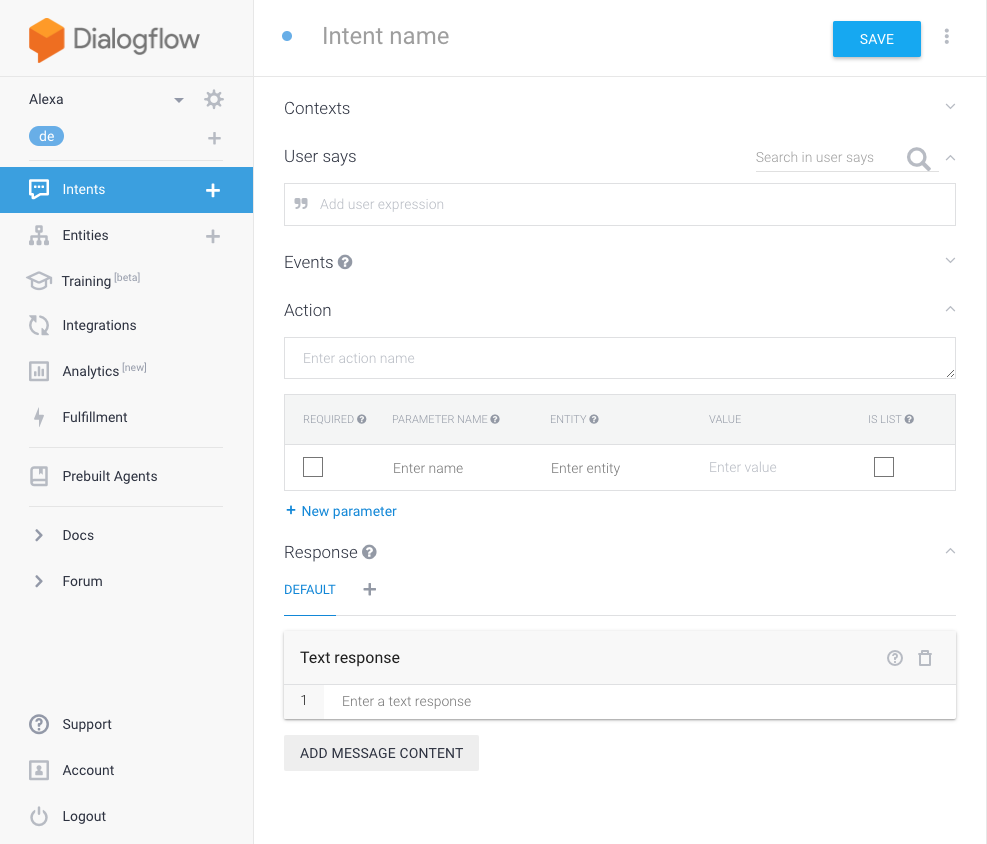 Dialogflow
Alexa
de
Intents
Entities
Training [beta]
Integrations
Analytics [new]
Fulfillment
Prebuilt Agents
Docs
Forum
Support
Account
Logout
Intent name
SAVE
Contexts
User says
Search in user says
Add user expression
Events
Action
Enter action name
REQUIRED PARAMETER NAME ENTITY VALUE IS LIST
Enter name Enter entity Enter value
+ New parameter
Response
DEFAULT +
Text response
1 Enter a text response
ADD MESSAGE CONTENT